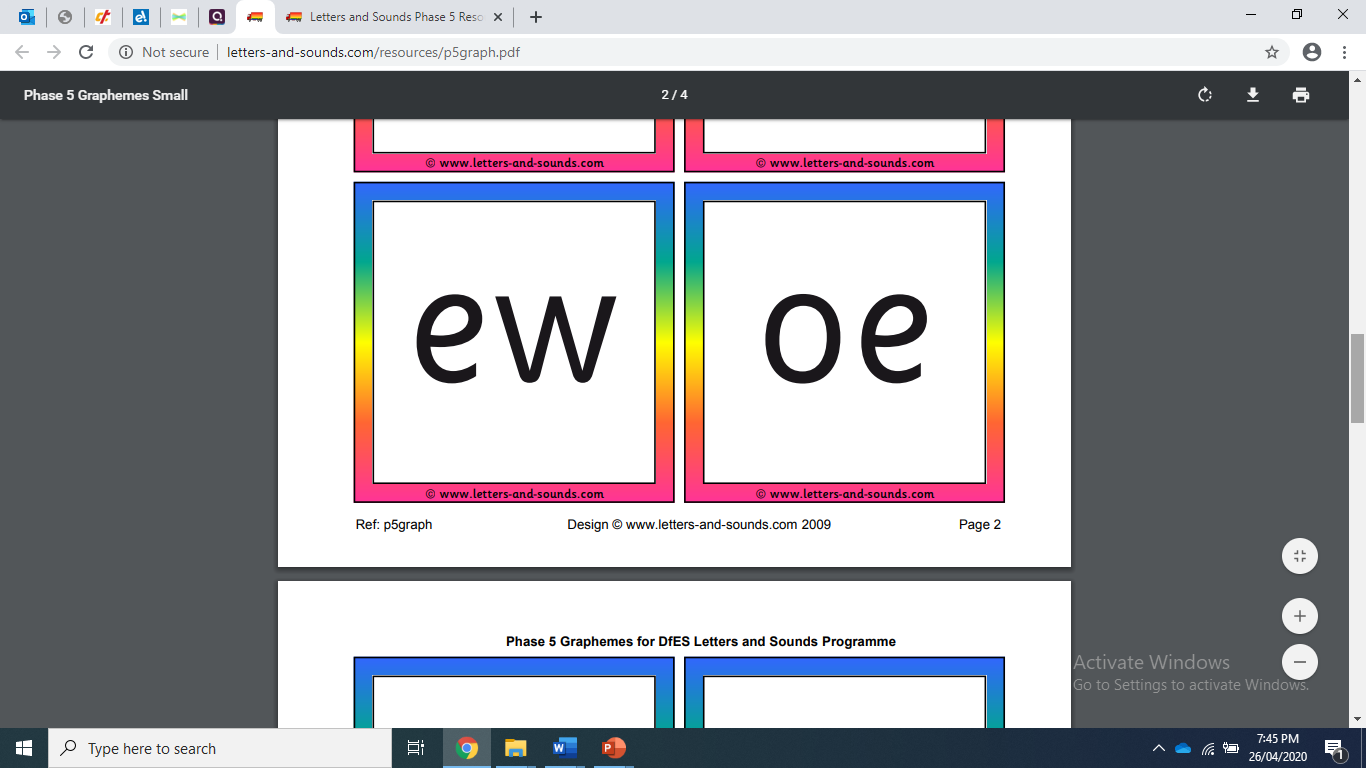 Letters and Sounds Phase 5 Reso
Not secure letters-and-sounds.com/resources/p5graph.pdf
Phase 5 Graphemes Small 2 / 4
© www.letters-and-sounds.com © www.letters-and-sounds.com
ew oe
© www.letters-and-sounds.com © www.letters-and-sounds.com
Ref: p5graph Design © www.letters-and-sounds.com 2009 Page 2
Phase 5 Graphemes for DfES Letters and Sounds Programme
Activate Windows
Go to Settings to activate Windows.
Type here to search
7:45 PM
26/04/2020
1